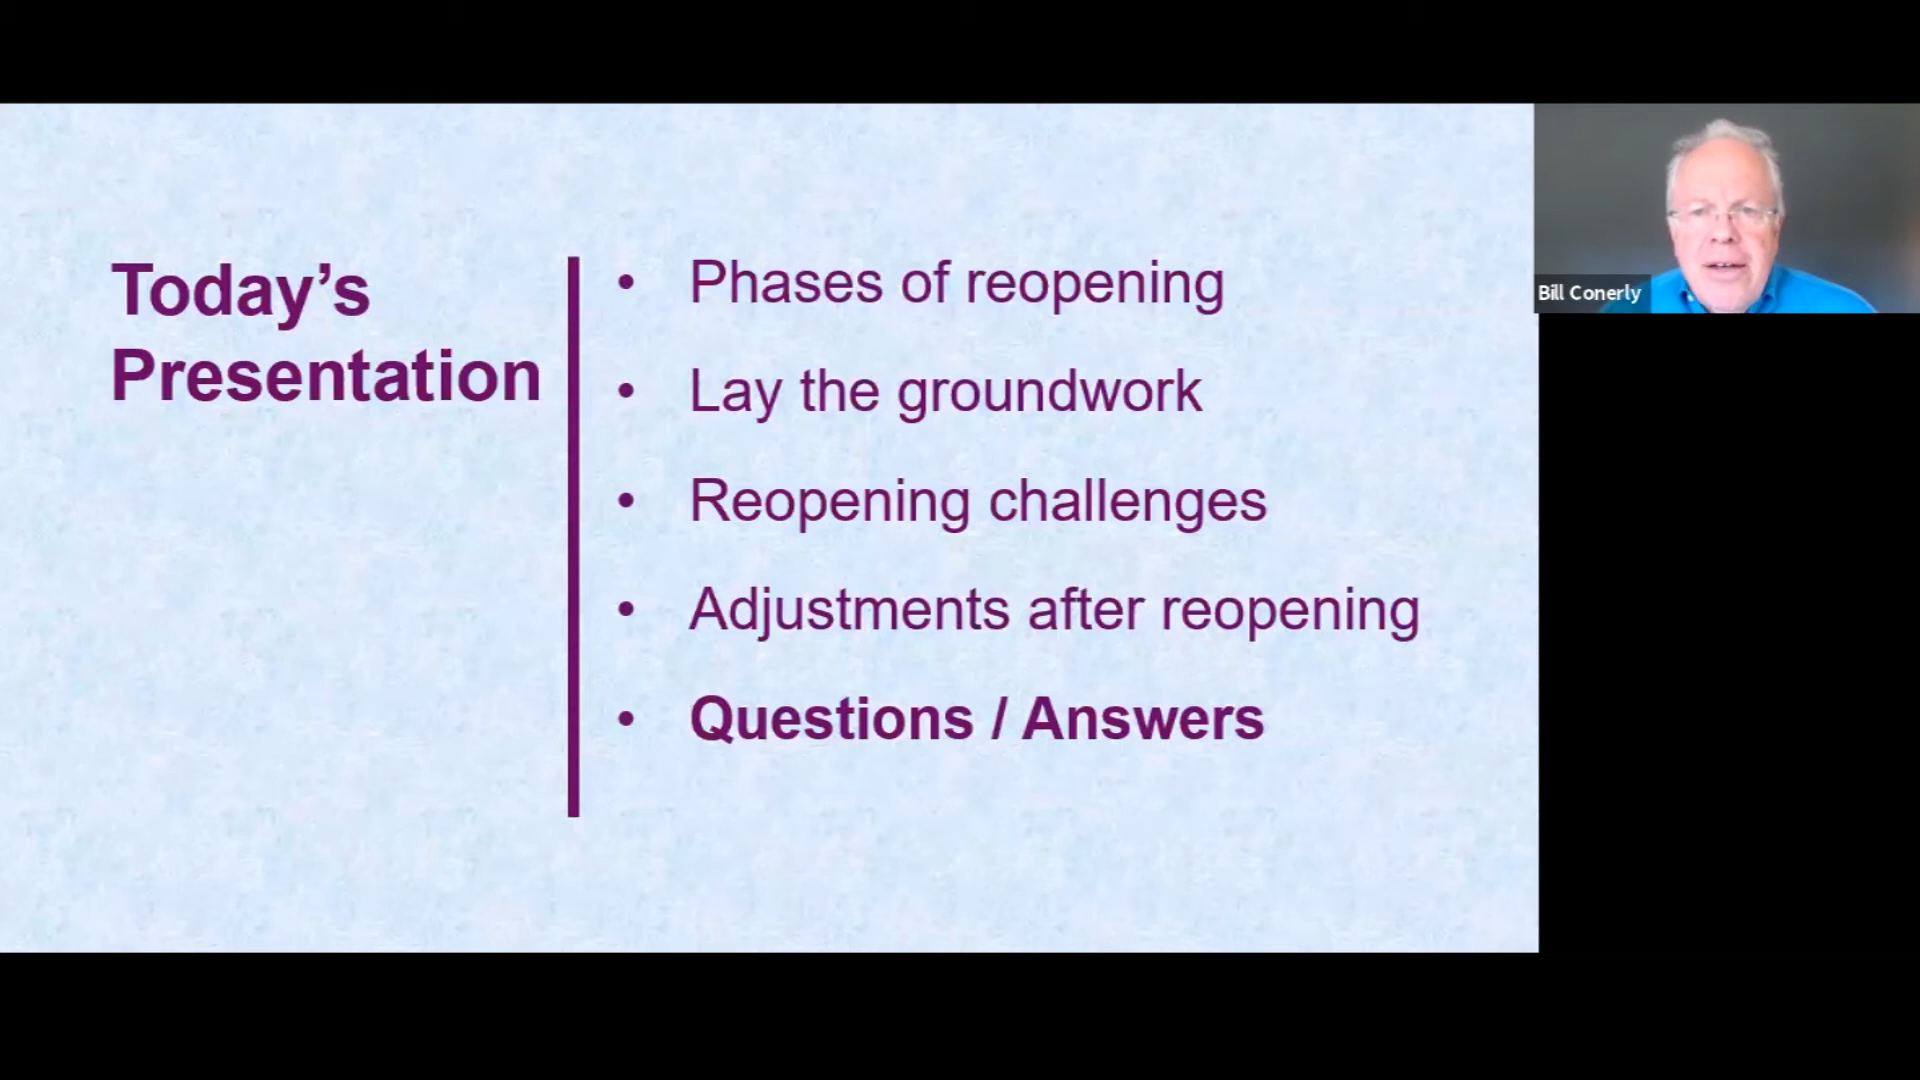 Today’s
Presentation
• Phases of reopening
• Lay the groundwork
• Reopening challenges
• Adjustments after reopening
• Questions / Answers
Bill Conerly